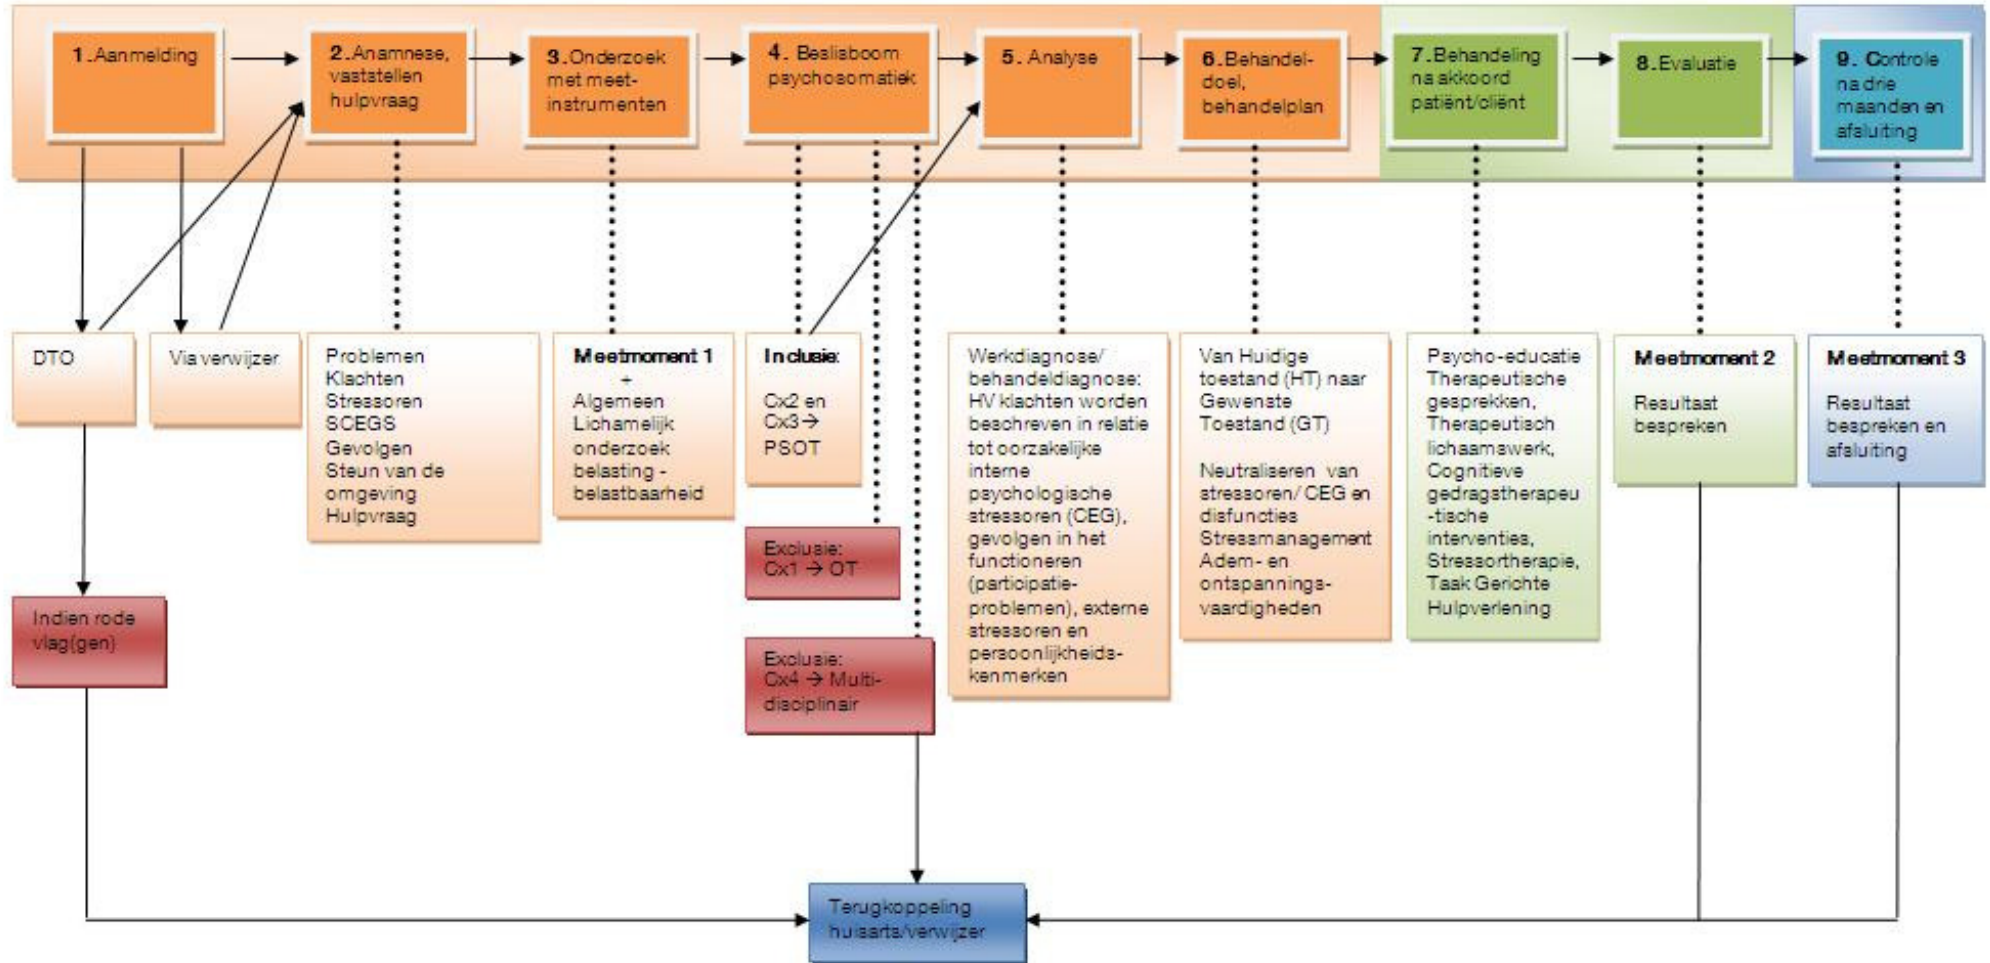 1.Aanmelding
2.Anamnese,
vaststellen
hulpvraag
3.Onderzoek
met meet-
instrumenten
4. Beslisboom
psychosomatiek
5. Analyse
6.Behandel-
doel,
behandelplan
7.Behandeling
na akkoord
patiënt/cliënt
8.Evaluatie
9. Controle
na drie
maanden en
afsluiting
DTO
Via verwijzer
Problemen
Klachten
Stressoren
SCEGS
Gevolgen
Steun van de
omgeving
Hulpvraag
Meetmoment 1
+
Algemeen
Lichamelijk
onderzoek
belasting -
belastbaarheid
Inclusie:
Cx2 en
Cx3→
PSOT
Exclusie:
Cx1 → OT
Exclusie:
Cx4 → Multi-
disciplinair
Werkdiagnose/
behandeldiagnose:
HV klachten worden
beschreven in relatie
tot oorzakelijke
interne
psychologische
stressoren (CEG),
gevolgen in het
functioneren
(participatie-
problemen), externe
stressoren en
persoonlijkheids-
kenmerken
Van Huidige
toestand (HT) naar
Gewenste
Toestand (GT)
Neutraliseren van
stressoren/ CEG en
disfuncties
Stressmanagement
Adem- en
ontspannings-
vaardigheden
Psycho-educatie
Therapeutische
gesprekken,
Therapeutisch
lichaamswerk,
Cognitieve
gedragstherapeu
-tische
interventies,
Stressortherapie,
Taak Gerichte
Hulpverlening
Meetmoment 2
Resultaat
bespreken
Meetmoment 3
Resultaat
bespreken en
afsluiting
Indien rode
vlag(gen)
Terugkoppeling
huisarts/verwijzer